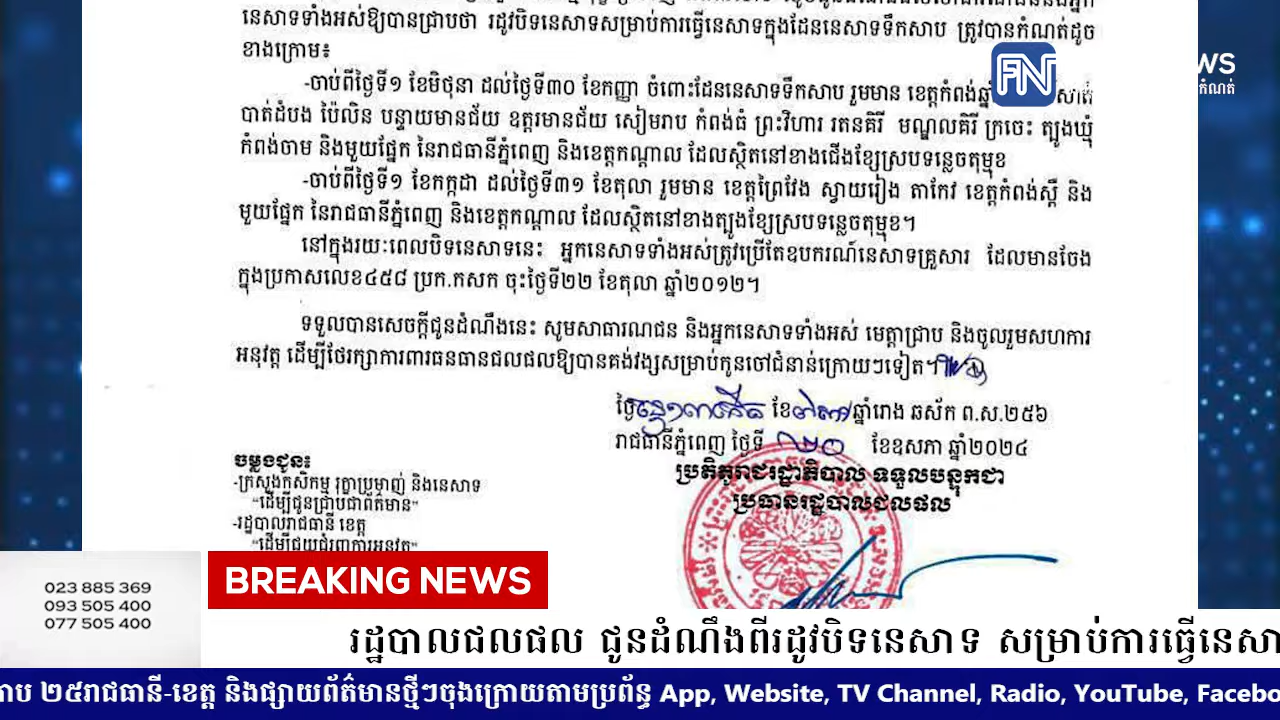 នេសាទទាំងអស់ឱ្យបានជ្រាបថា រដូវបិទនេសាទសម្រាប់ការធ្វើនេសាទក្នុងដែននេសាទទឹកសាប ត្រូវបានកំណត់ដូច
ខាងក្រោម៖
-ចាប់ពីថ្ងៃទី១ ខែមិថុនា ដល់ថ្ងៃទី៣០ ខែកញ្ញា ចំពោះដែននេសាទទឹកសាប រួមមាន ខេត្តកំពង់ឆ្នាំ
បាត់ដំបង ប៉ៃលិន បន្ទាយមានជ័យ ឧត្តរមានជ័យ សៀមរាប កំពង់ធំ ព្រះវិហារ រតនគិរី មណ្ឌលគិរី ក្រចេះ ត្បូងឃ្មុំ
កំពង់ចាម និងមួយផ្នែក នៃរាជធានីភ្នំពេញ និងខេត្តកណ្តាល ដែលស្ថិតនៅខាងជើងខ្សែស្របទន្លេចតុម្មុខ
-ចាប់ពីថ្ងៃទី១ ខែកក្កដា ដល់ថ្ងៃទី៣១ ខែតុលា រួមមាន ខេត្តព្រៃវែង ស្វាយរៀង តាកែវ ខេត្តកំពង់ស្ពឺ និង
មួយផ្នែក នៃរាជធានីភ្នំពេញ និងខេត្តកណ្តាល ដែលស្ថិតនៅខាងត្បូងខ្សែស្របទន្លេចតុម្មុខ។
នៅក្នុងរយៈពេលបិទនេសាទនេះ អ្នកនេសាទទាំងអស់ត្រូវប្រើតែឧបករណ៍នេសាទគ្រួសារ ដែលមានចែង
ក្នុងប្រកាសលេខ៤៥៨ ប្រក.កសក ចុះថ្ងៃទី២២ ខែតុលា ឆ្នាំ២០១២។
ទទួលបានសេចក្តីជូនដំណឹងនេះ សូមសាធារណជន និងអ្នកនេសាទទាំងអស់ មេត្តាជ្រាប និងចូលរួមសហការ
អនុវត្ត ដើម្បីថែរក្សាការពារធនធានជលផលឱ្យបានគង់វង្សសម្រាប់កូនចៅជំនាន់ក្រោយៗទៀត។
ថ្ងៃ ខែ ឆ្នាំរោង ឆស័ក ព.ស.២៥៦
រាជធានីភ្នំពេញ ថ្ងៃទី ២០ ខែឧសភា ឆ្នាំ២០២៤
ប្រតិភូរាជរដ្ឋាភិបាល ទទួលបន្ទុកជា
ប្រធានរដ្ឋបាលជលផល
ចម្លងជូន៖
-ក្រសួងកសិកម្ម រុក្ខាប្រមាញ់ និងនេសាទ
"ដើម្បីជូនជ្រាបជាព័ត៌មាន"
-រដ្ឋបាលរាជធានី ខេត្ត
"ដើម្បីជួយជំរុញការអនុវត្ត"
FN
WS
កំណត់
023 885 369
093 505 400
077 505 400
BREAKING NEWS
រដ្ឋបាលជលផល ជូនដំណឹងពីរដូវបិទនេសាទ សម្រាប់ការធ្វើនេសា
២៥រាជធានី-ខេត្ត និងផ្សាយព័ត៌មានថ្មីៗចុងក្រោយតាមប្រព័ន្ធ App, Website, TV Channel, Radio, YouTube, Facebo